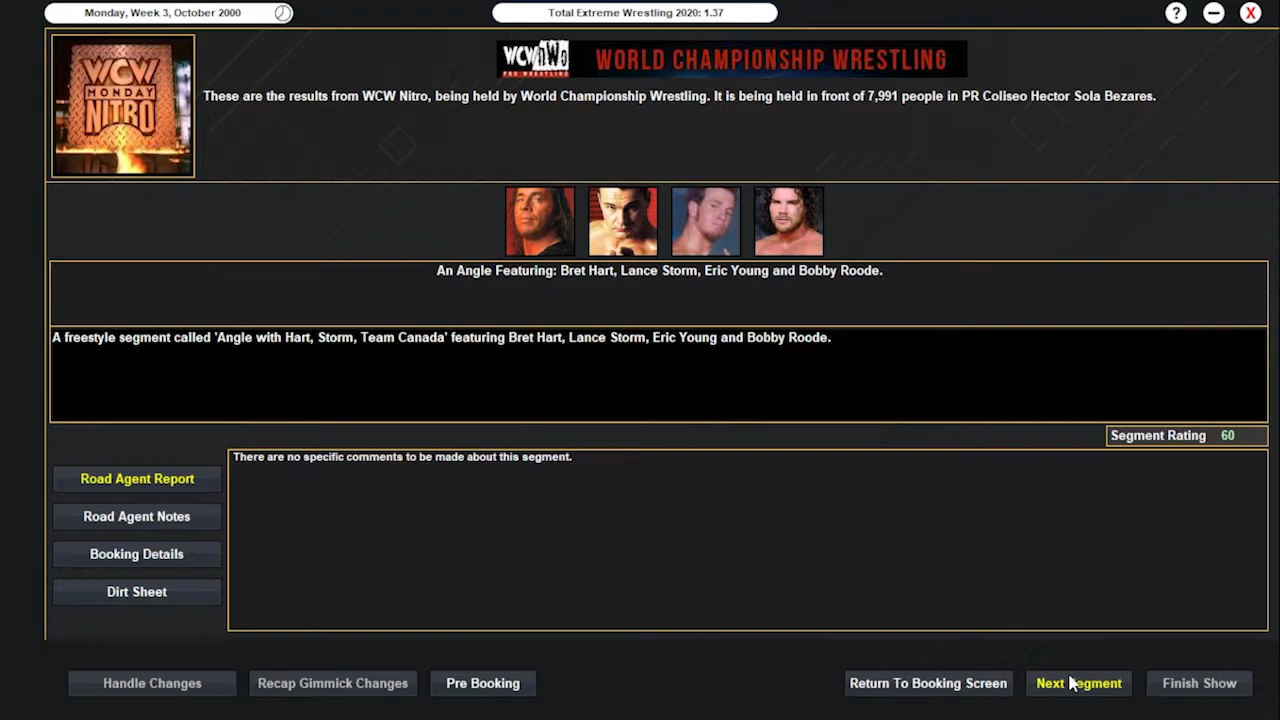 Monday, Week 3, October 2000
Total Extreme Wrestling 2020: 1.37
?
X
WCW
MONDAY
NITRO
WCW nWo
PRO WRESTLING
WORLD CHAMPIONSHIP WRESTLING
These are the results from WCW Nitro, being held by World Championship Wrestling. It is being held in front of 7,991 people in PR Coliseo Hector Sola Bezares.
An Angle Featuring: Bret Hart, Lance Storm, Eric Young and Bobby Roode.
A freestyle segment called 'Angle with Hart, Storm, Team Canada' featuring Bret Hart, Lance Storm, Eric Young and Bobby Roode.
Segment Rating 60
There are no specific comments to be made about this segment.
Road Agent Report
Road Agent Notes
Booking Details
Dirt Sheet
Handle Changes
Recap Gimmick Changes
Pre Booking
Return To Booking Screen
Next Segment
Finish Show